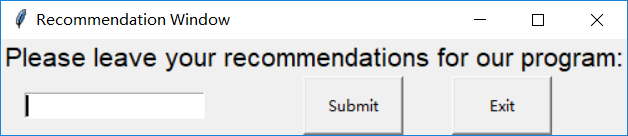 Recommendation Window
Please leave your recommendations for our program:
Submit Exit